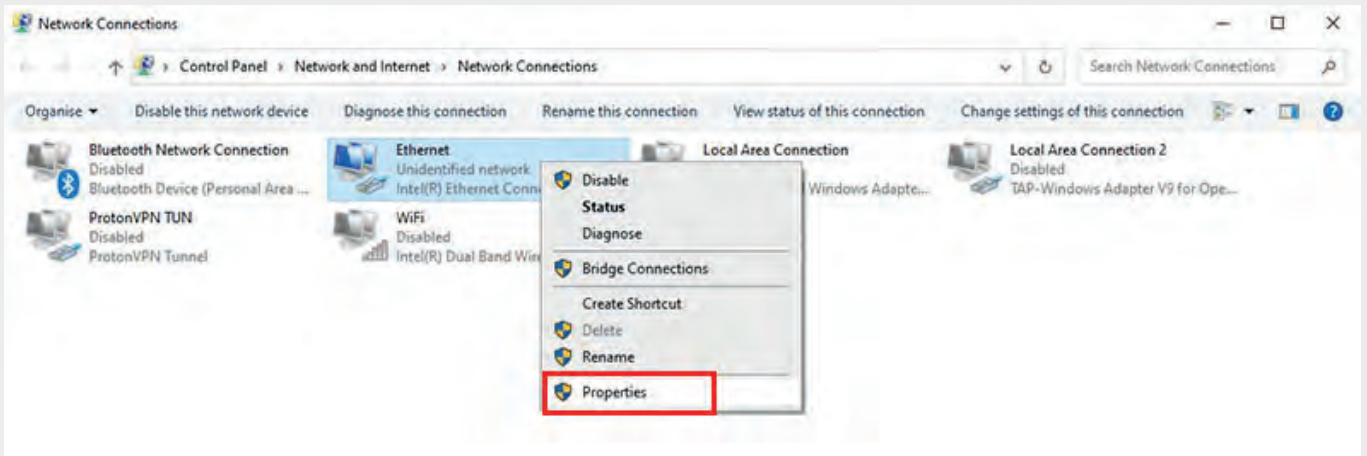 Network Connections
Control Panel › Network and Internet › Network Connections
Search Network Connections
Organise
Disable this network device
Diagnose this connection
Rename this connection
View status of this connection
Change settings of this connection
Bluetooth Network Connection
Disabled
Bluetooth Device (Personal Area ...
Ethernet
Unidentified network
Intel(R) Ethernet Conn
Local Area Connection
Windows Adapte...
Local Area Connection 2
Disabled
TAP-Windows Adapter V9 for Ope...
ProtonVPN TUN
Disabled
ProtonVPN Tunnel
WiFi
Disabled
Intel(R) Dual Band Wire
Disable
Status
Diagnose
Bridge Connections
Create Shortcut
Delete
Rename
Properties